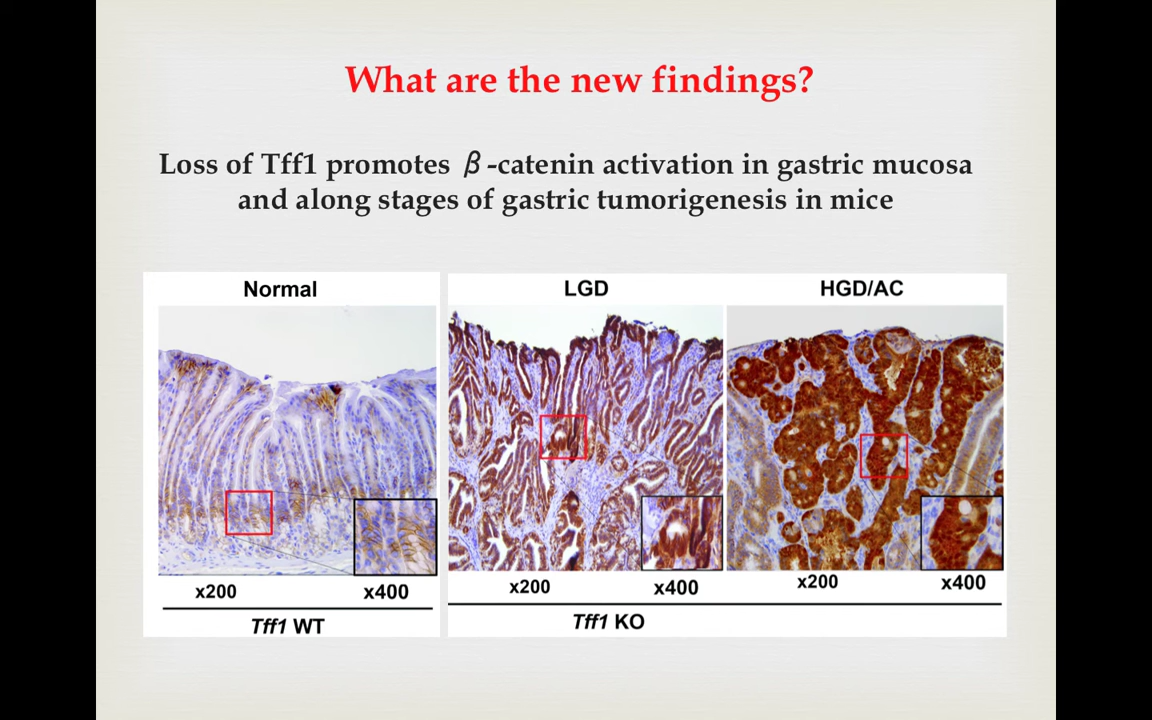 What are the new findings?
Loss of Tff1 promotes β-catenin activation in gastric mucosa
and along stages of gastric tumorigenesis in mice
Normal
LGD
HGD/AC
x200
x400
x200
x400
x200
x400
Tff1 WT
Tff1 KO